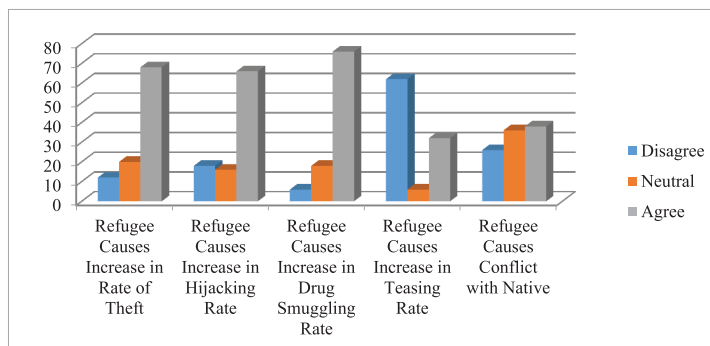 80
70
60
50
40
30
20
10
0
Refugee
Causes
Increase in
Rate of
Theft
Refugee
Causes
Increase in
Hijacking
Rate
Refugee
Causes
Increase in
Drug
Smuggling
Rate
Refugee
Causes
Increase in
Teasing
Rate
Refugee
Causes
Conflict
with Native
Disagree
Neutral
Agree